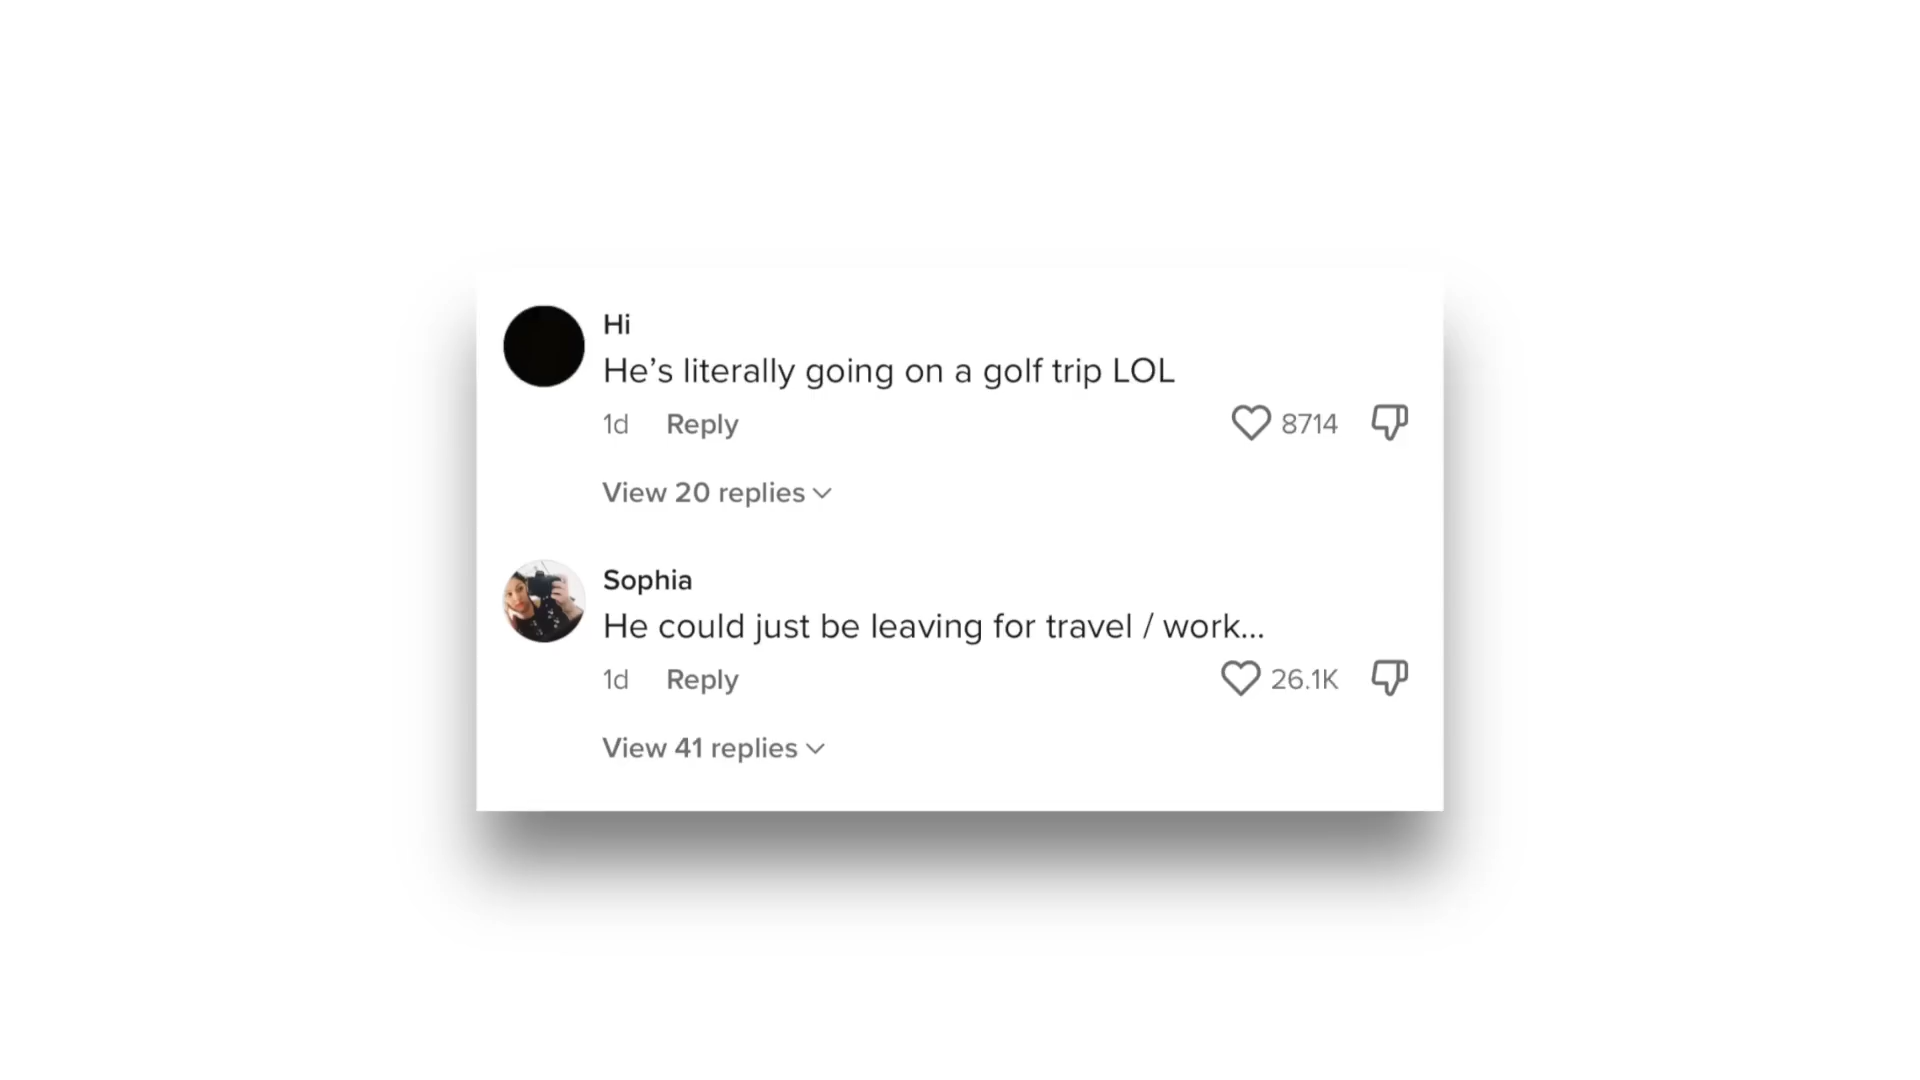 Hi
He’s literally going on a golf trip LOL
1d Reply 8714
View 20 replies
Sophia
He could just be leaving for travel / work...
1d Reply 26.1K
View 41 replies